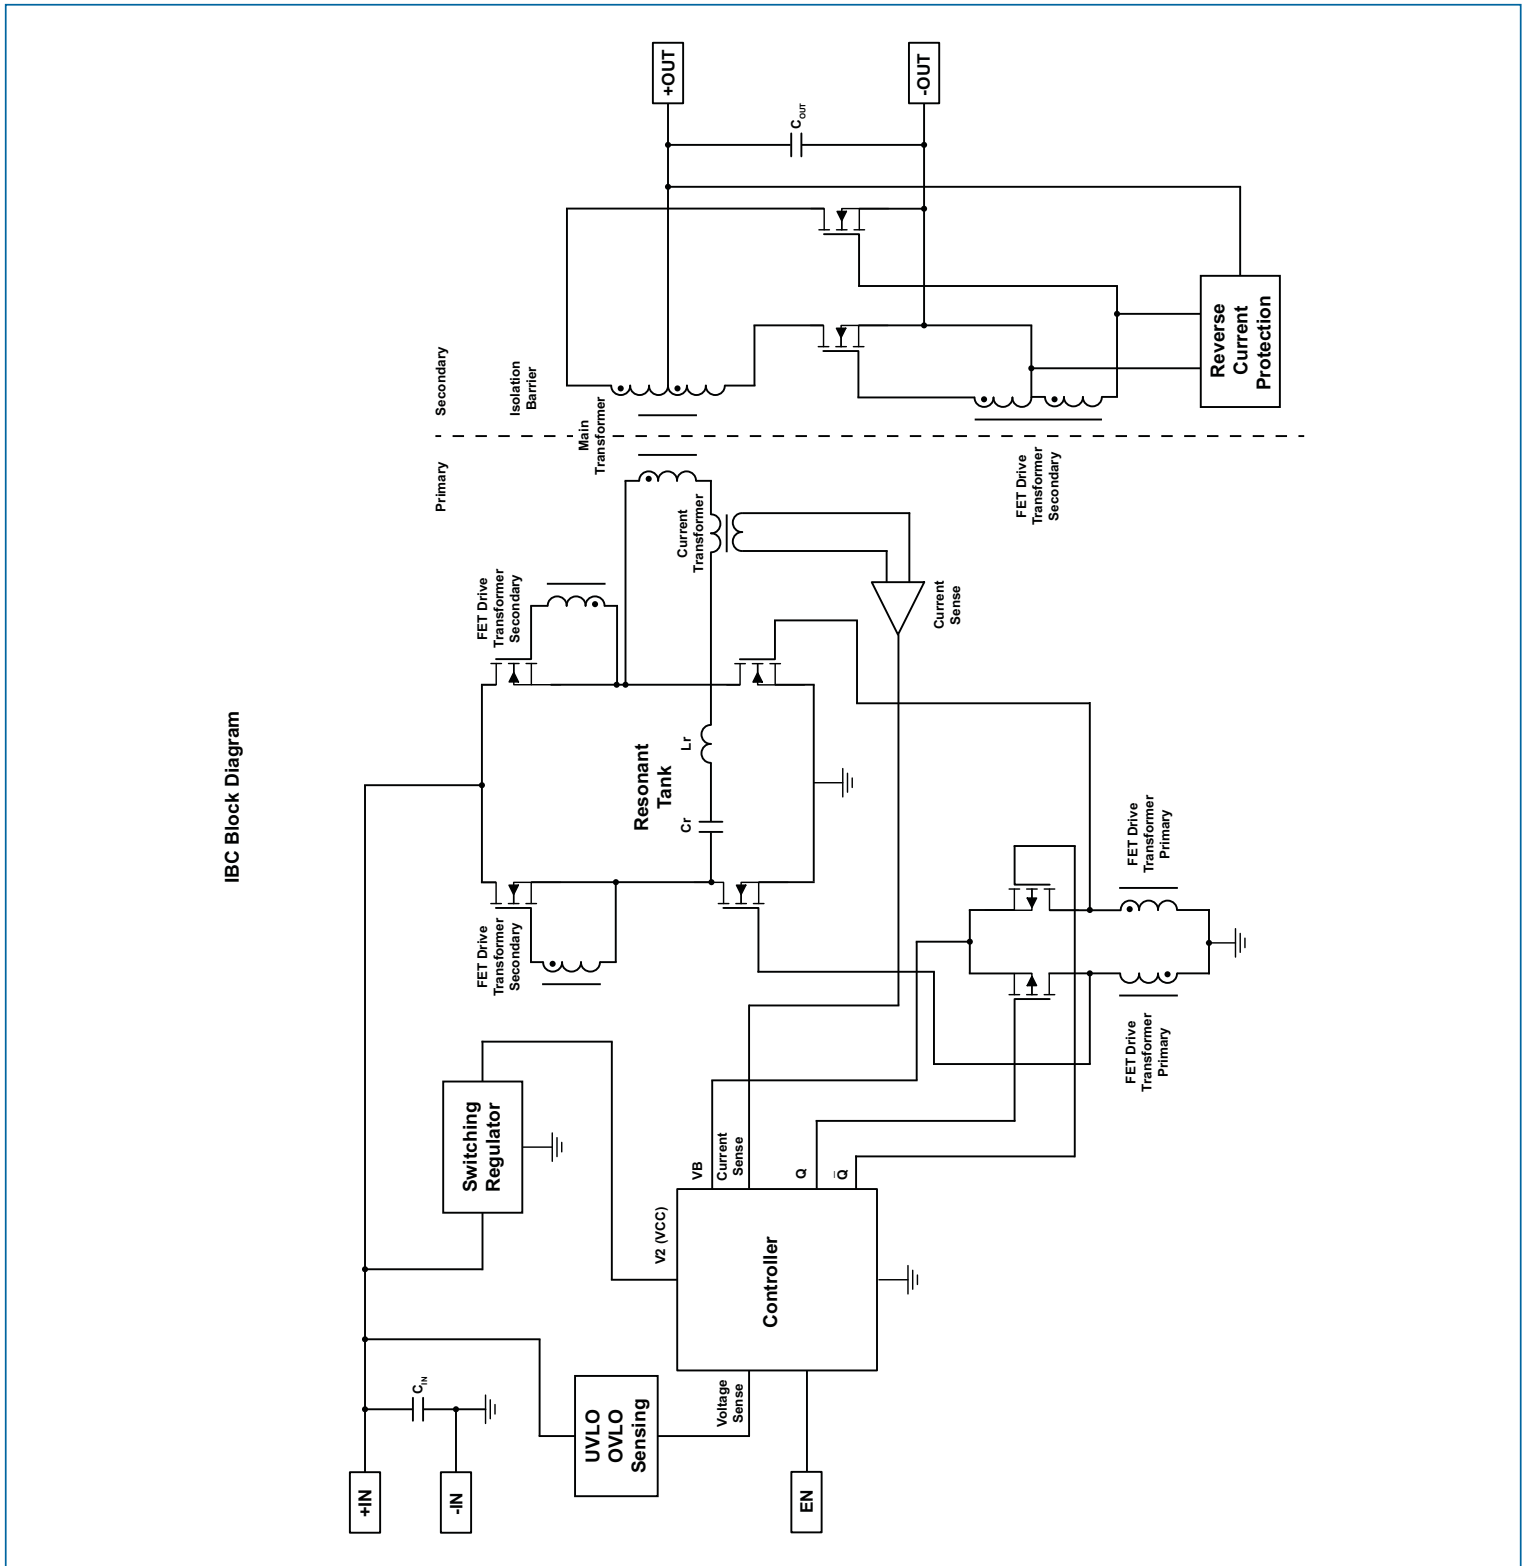 IBC Block Diagram
+IN
-IN
C_IN
UVLO
OVLO
Sensing
EN
Voltage
Sense
Controller
V2 (VCC)
VB
Current
Sense
Q
Q̅
Switching
Regulator
FET Drive
Transformer
Secondary
FET Drive
Transformer
Secondary
Resonant
Tank
Cr
Lr
Current
Transformer
Current
Sense
FET Drive
Transformer
Primary
FET Drive
Transformer
Primary
Primary
Secondary
Isolation
Barrier
Main
Transformer
FET Drive
Transformer
Secondary
Reverse
Current
Protection
C_OUT
+OUT
-OUT